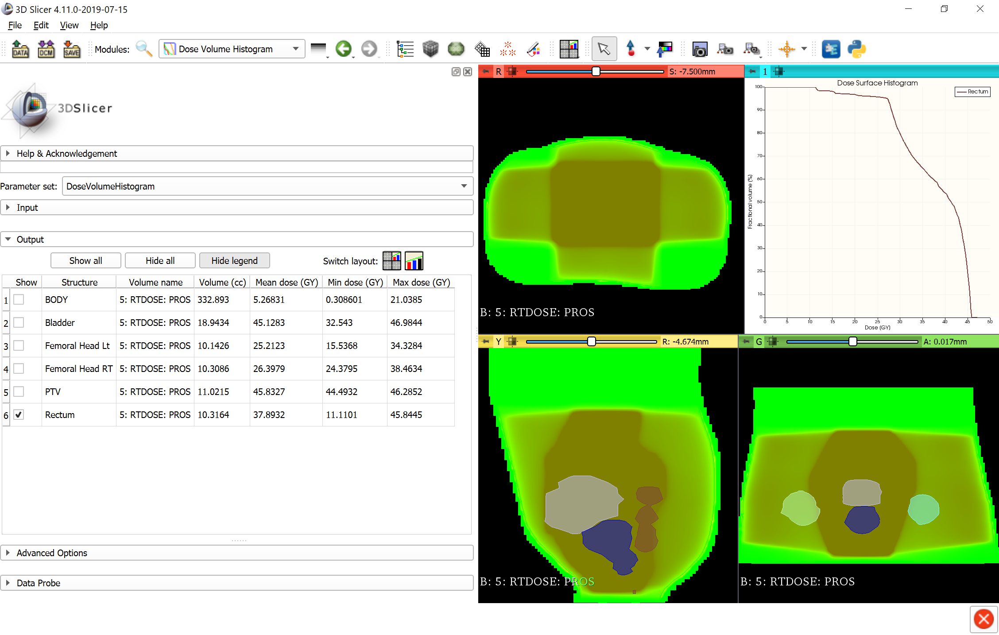 3D Slicer 4.11.0-2019-07-15
File Edit View Help
DATA DCM SAVE Modules: Dose Volume Histogram
3DSlicer
Help & Acknowledgement
Parameter set: DoseVolumeHistogram
Input
Output
Show all Hide all Hide legend Switch layout:
Show Structure Volume name Volume (cc) Mean dose (GY) Min dose (GY) Max dose (GY)
1 BODY 5: RTDOSE: PROS 332.893 5.26831 0.308601 21.0385
2 Bladder 5: RTDOSE: PROS 18.9434 45.1283 32.543 46.9844
3 Femoral Head Lt 5: RTDOSE: PROS 10.1426 25.2123 15.5368 34.3284
4 Femoral Head RT 5: RTDOSE: PROS 10.3086 26.3979 24.3795 38.4634
5 PTV 5: RTDOSE: PROS 11.0215 45.8327 44.4932 46.2852
6 Rectum 5: RTDOSE: PROS 10.3164 37.8932 11.1101 45.8445
Advanced Options
Data Probe
R S: -7.500mm
B: 5: RTDOSE: PROS
1
Dose Surface Histogram
Rectum
Fractional volume (%)
100
90
80
70
60
50
40
30
20
10
0
0 5 10 15 20 25 30 35 40 45 50
Dose (GY)
Y R: -4.674mm
B: 5: RTDOSE: PROS
G A: 0.017mm
B: 5: RTDOSE: PROS